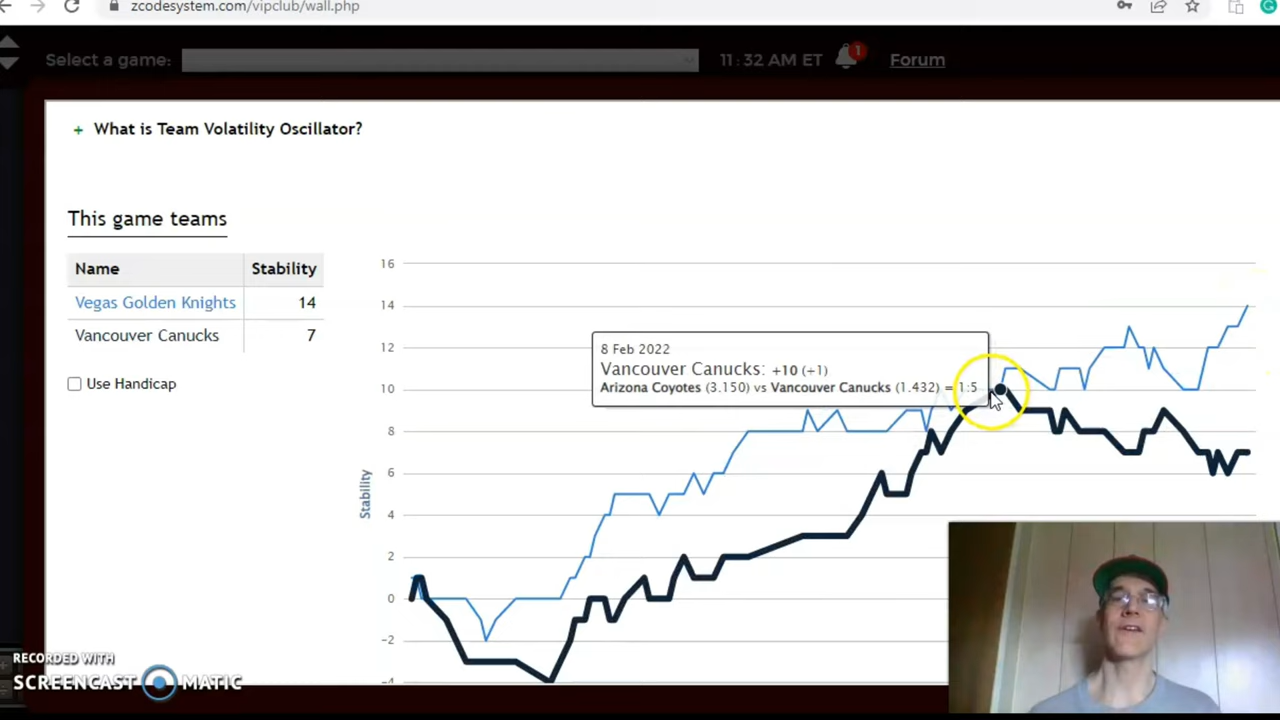 zcodesystem.com/vipclub/wall.php
Select a game:
11:32 AM ET
1
Forum
+ What is Team Volatility Oscillator?
This game teams
Name Stability
Vegas Golden Knights 14
Vancouver Canucks 7
Use Handicap
Stability
16
14
12
10
8
6
4
2
0
-2
-4
8 Feb 2022
Vancouver Canucks: +10 (+1)
Arizona Coyotes (3.150) vs Vancouver Canucks (1.432) = 1:5
RECORDED WITH
SCREENCAST MATIC